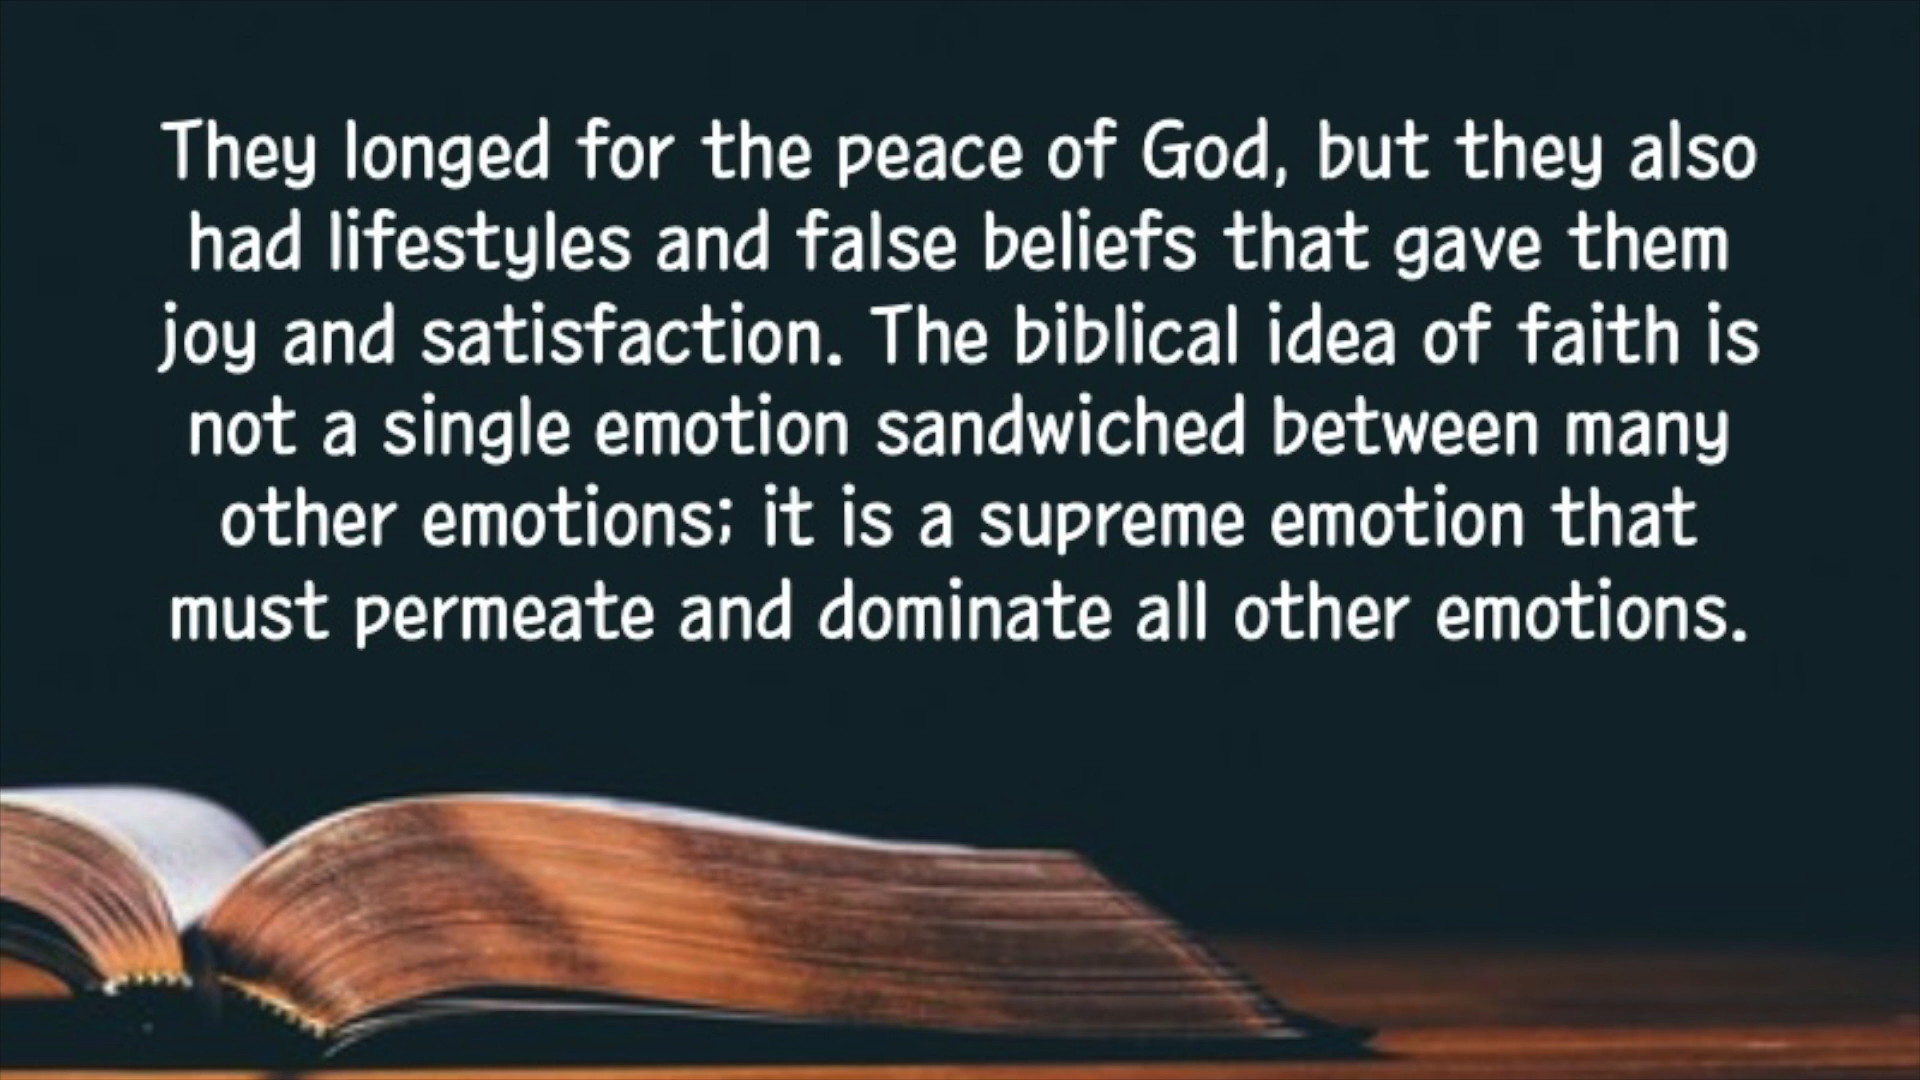 They longed for the peace of God, but they also
had lifestyles and false beliefs that gave them
joy and satisfaction. The biblical idea of faith is
not a single emotion sandwiched between many
other emotions; it is a supreme emotion that
must permeate and dominate all other emotions.